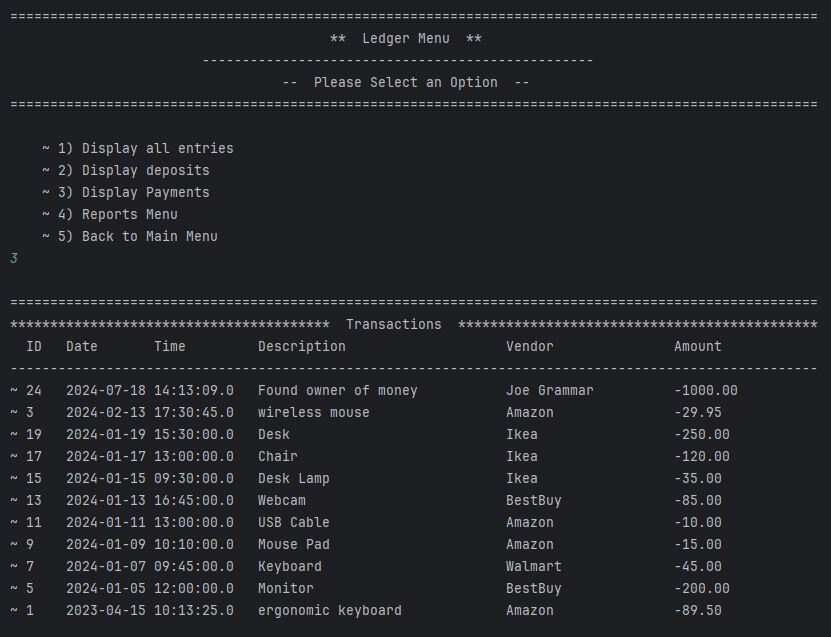 =====================================================================================================
** Ledger Menu **
-------------------------------------------------
-- Please Select an Option --
=====================================================================================================
~ 1) Display all entries
~ 2) Display deposits
~ 3) Display Payments
~ 4) Reports Menu
~ 5) Back to Main Menu
3
=====================================================================================================
**************************************** Transactions *********************************************
ID Date Time Description Vendor Amount
-----------------------------------------------------------------------------------------------------
~ 24 2024-07-18 14:13:09.0 Found owner of money Joe Grammar -1000.00
~ 3 2024-02-13 17:30:45.0 wireless mouse Amazon -29.95
~ 19 2024-01-19 15:30:00.0 Desk Ikea -250.00
~ 17 2024-01-17 13:00:00.0 Chair Ikea -120.00
~ 15 2024-01-15 09:30:00.0 Desk Lamp Ikea -35.00
~ 13 2024-01-13 16:45:00.0 Webcam BestBuy -85.00
~ 11 2024-01-11 13:00:00.0 USB Cable Amazon -10.00
~ 9 2024-01-09 10:10:00.0 Mouse Pad Amazon -15.00
~ 7 2024-01-07 09:45:00.0 Keyboard Walmart -45.00
~ 5 2024-01-05 12:00:00.0 Monitor BestBuy -200.00
~ 1 2023-04-15 10:13:25.0 ergonomic keyboard Amazon -89.50